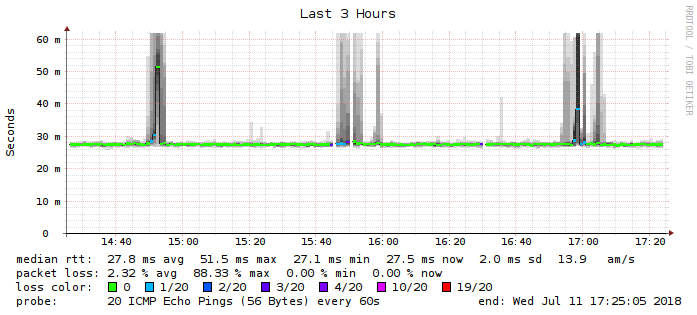 Last 3 Hours
RRDTOOL / TOBI OETIKER
Seconds
60 m
50 m
40 m
30 m
20 m
10 m
0
14:40 15:00 15:20 15:40 16:00 16:20 16:40 17:00 17:20
median rtt: 27.8 ms avg 51.5 ms max 27.1 ms min 27.5 ms now 2.0 ms sd 13.9 am/s
packet loss: 2.32 % avg 88.33 % max 0.00 % min 0.00 % now
loss color: 0 1/20 2/20 3/20 4/20 10/20 19/20
probe: 20 ICMP Echo Pings (56 Bytes) every 60s end: Wed Jul 11 17:25:05 2018